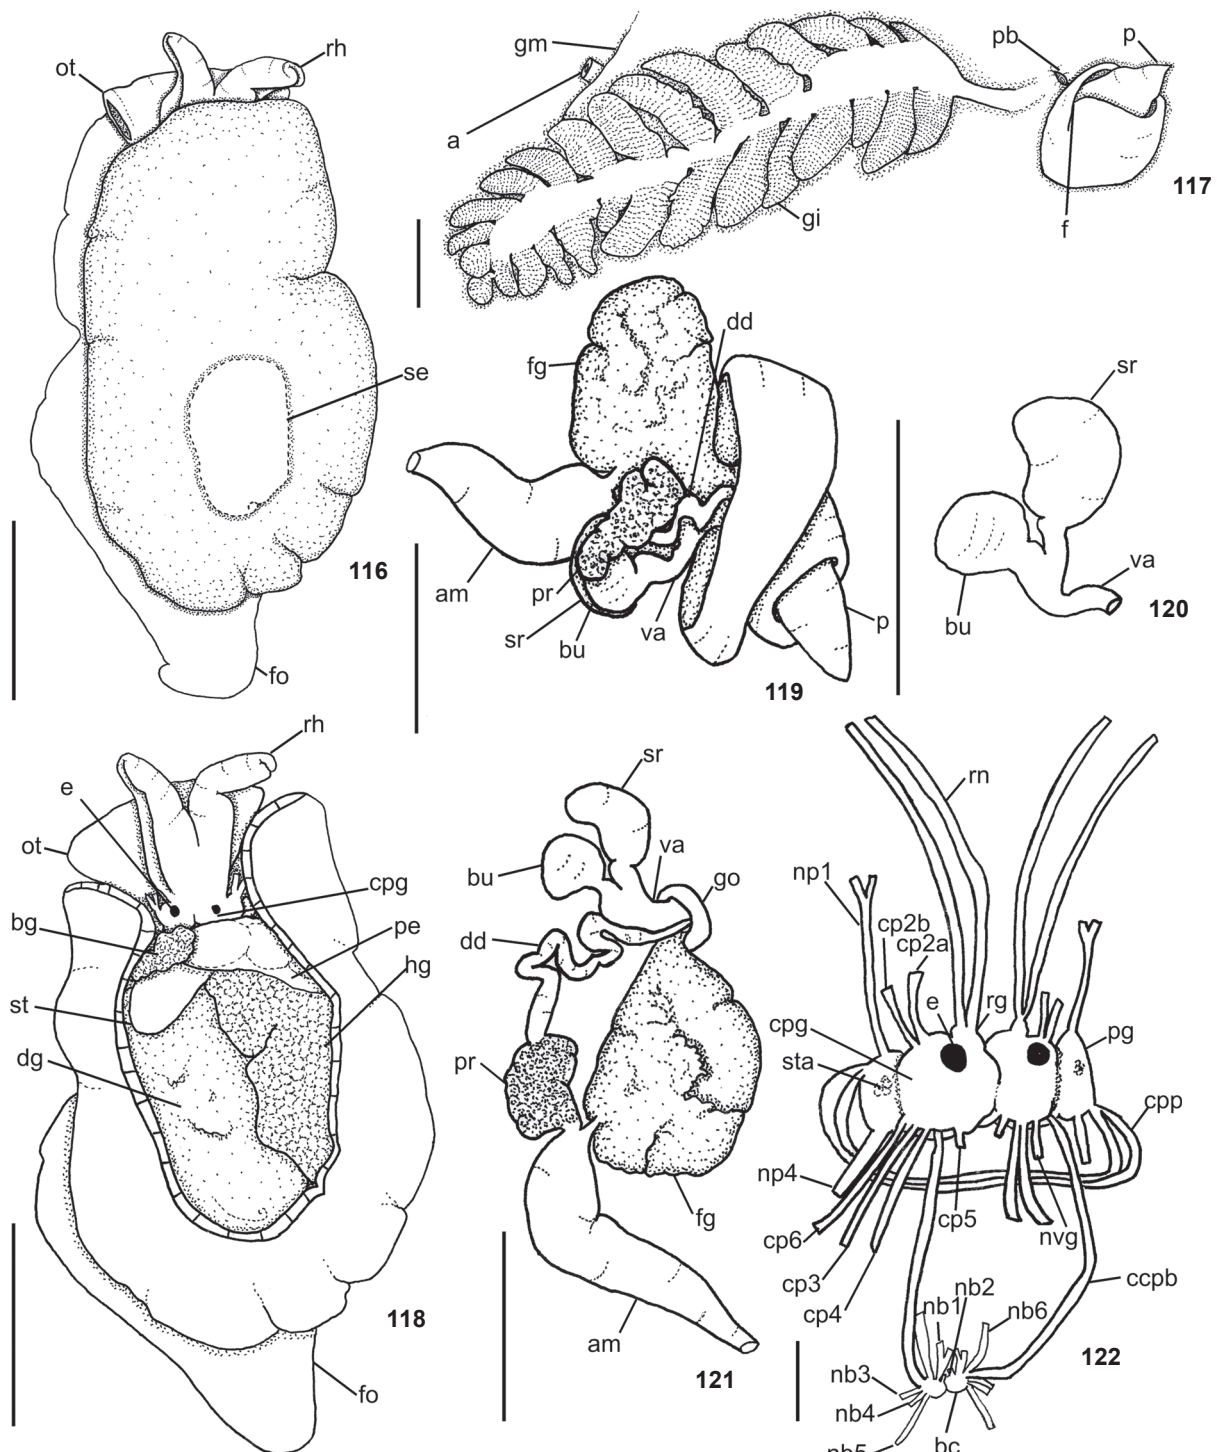 ot
rh
se
fo
116
gm
a
gi
pb
p
f
117
fg
dd
am
pr
sr
bu
va
p
119
sr
bu
va
120
rh
e
ot
cpg
bg
pe
hg
st
dg
fo
118
sr
bu
va
go
dd
pr
fg
am
121
rn
np1
cp2b
cp2a
e
rg
cpg
sta
pg
cpp
np4
cp6
cp3
cp4
cp5
nvg
ccpb
nb1
nb2
nb6
nb3
nb4
nb5
bc
122